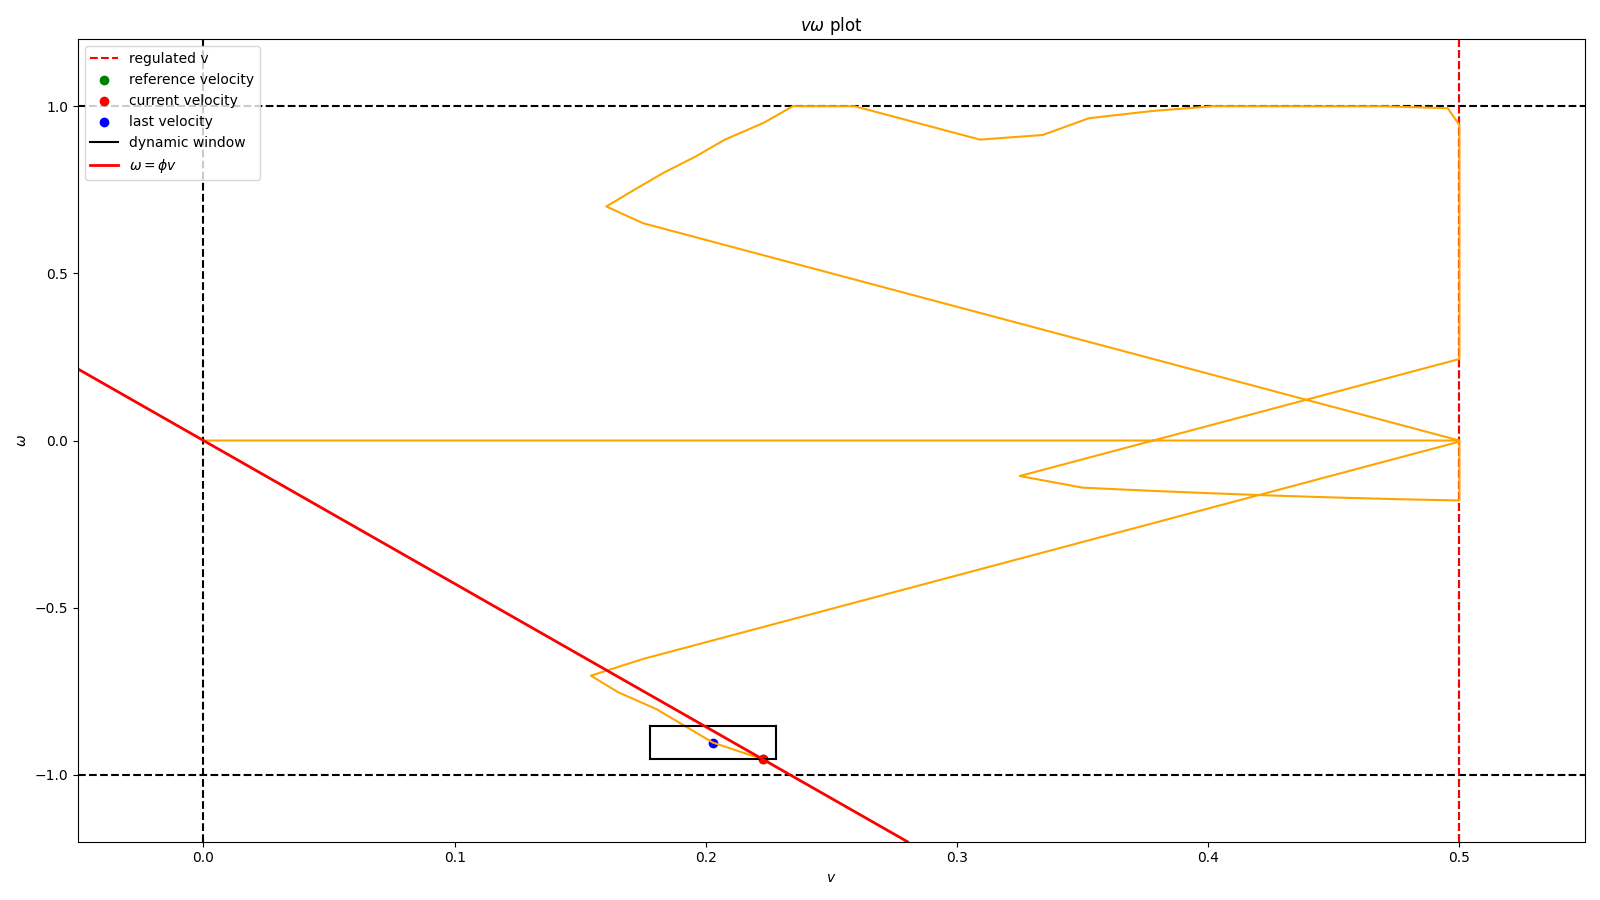 vω plot
regulated v
reference velocity
current velocity
last velocity
dynamic window
ω = ϕv
1.0
0.5
0.0
−0.5
−1.0
ω
0.0 0.1 0.2 0.3 0.4 0.5
v